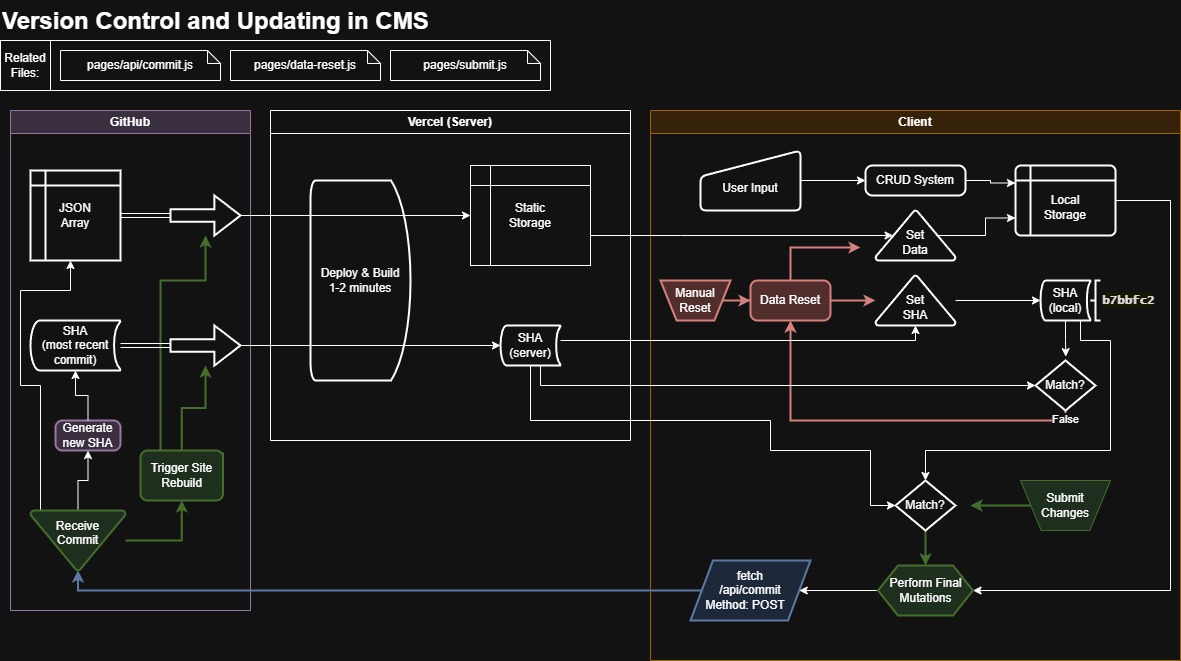 Version Control and Updating in CMS
Related
Files:
pages/api/commit.js
pages/data-reset.js
pages/submit.js
GitHub
Vercel (Server)
Client
JSON
Array
Static
Storage
User Input
CRUD System
Local
Storage
Set
Data
Deploy & Build
1-2 minutes
Manual
Reset
Data Reset
Set
SHA
SHA
(local)
b7bbfc2
SHA
(most recent
commit)
SHA
(server)
Match?
False
Generate
new SHA
Trigger Site
Rebuild
Match?
Submit
Changes
Receive
Commit
fetch
/api/commit
Method: POST
Perform Final
Mutations